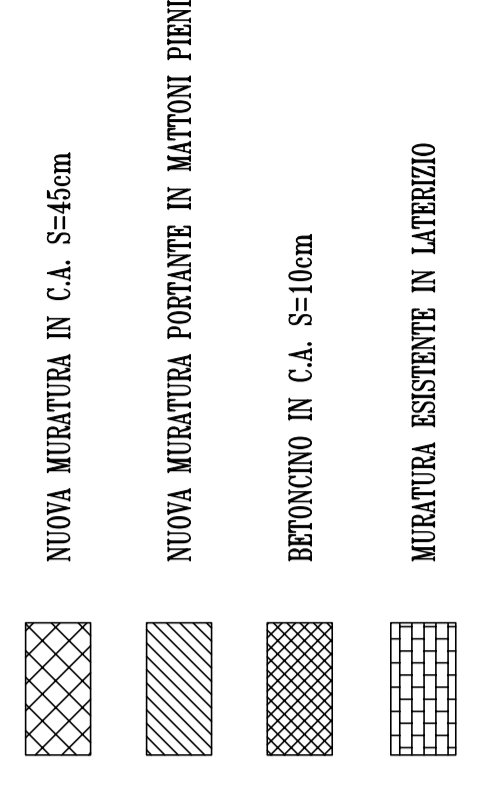 NUOVA MURATURA IN C.A. S=45cm
NUOVA MURATURA PORTANTE IN MATTONI PIENI
BETONCINO IN C.A. S=10cm
MURATURA ESISTENTE IN LATERIZIO